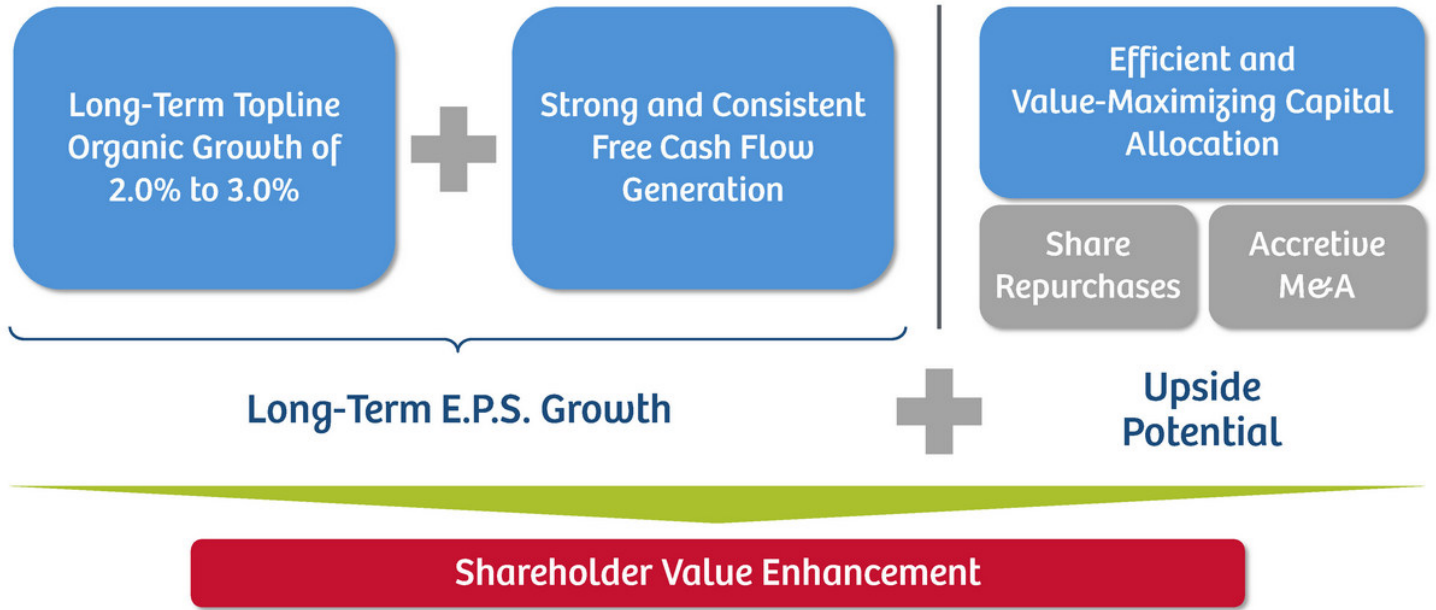 Long-Term Topline
Organic Growth of
2.0% to 3.0%
Strong and Consistent
Free Cash Flow
Generation
Efficient and
Value-Maximizing Capital
Allocation
Share
Repurchases
Accretive
M&A
Long-Term E.P.S. Growth
Upside
Potential
Shareholder Value Enhancement